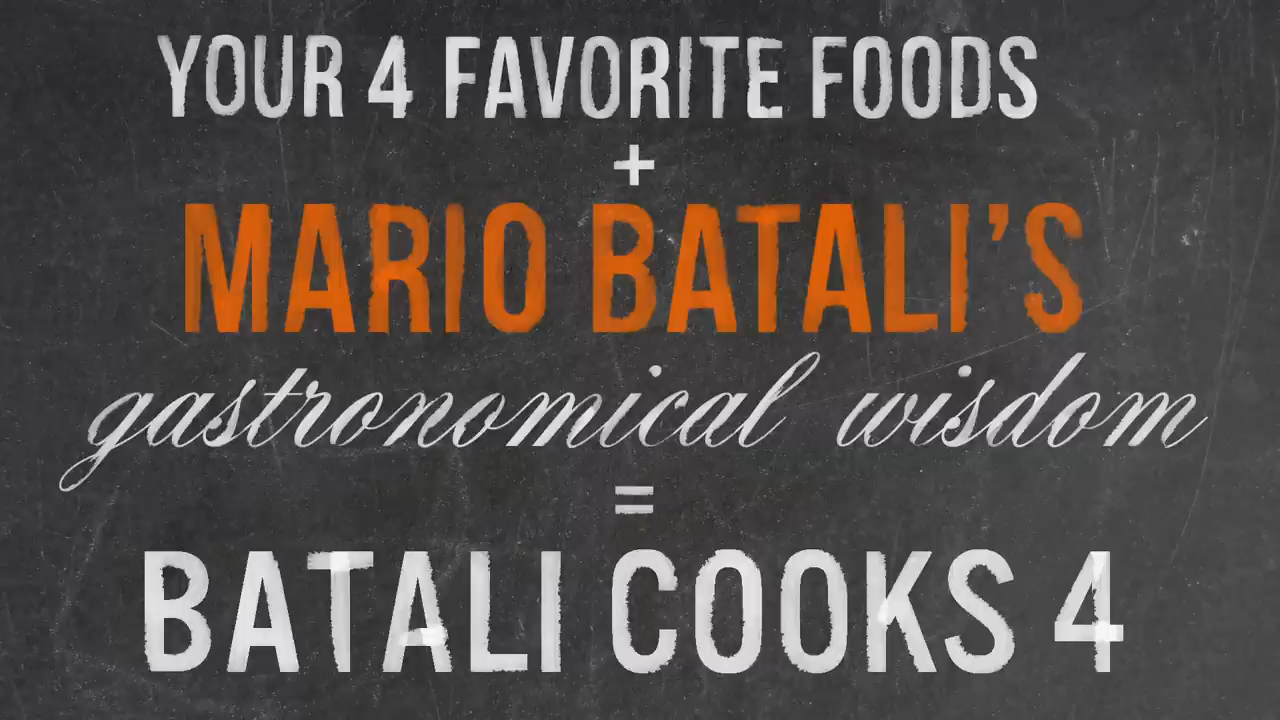 YOUR 4 FAVORITE FOODS
+
MARIO BATALI'S
gastronomical wisdom
=
BATALI COOKS 4